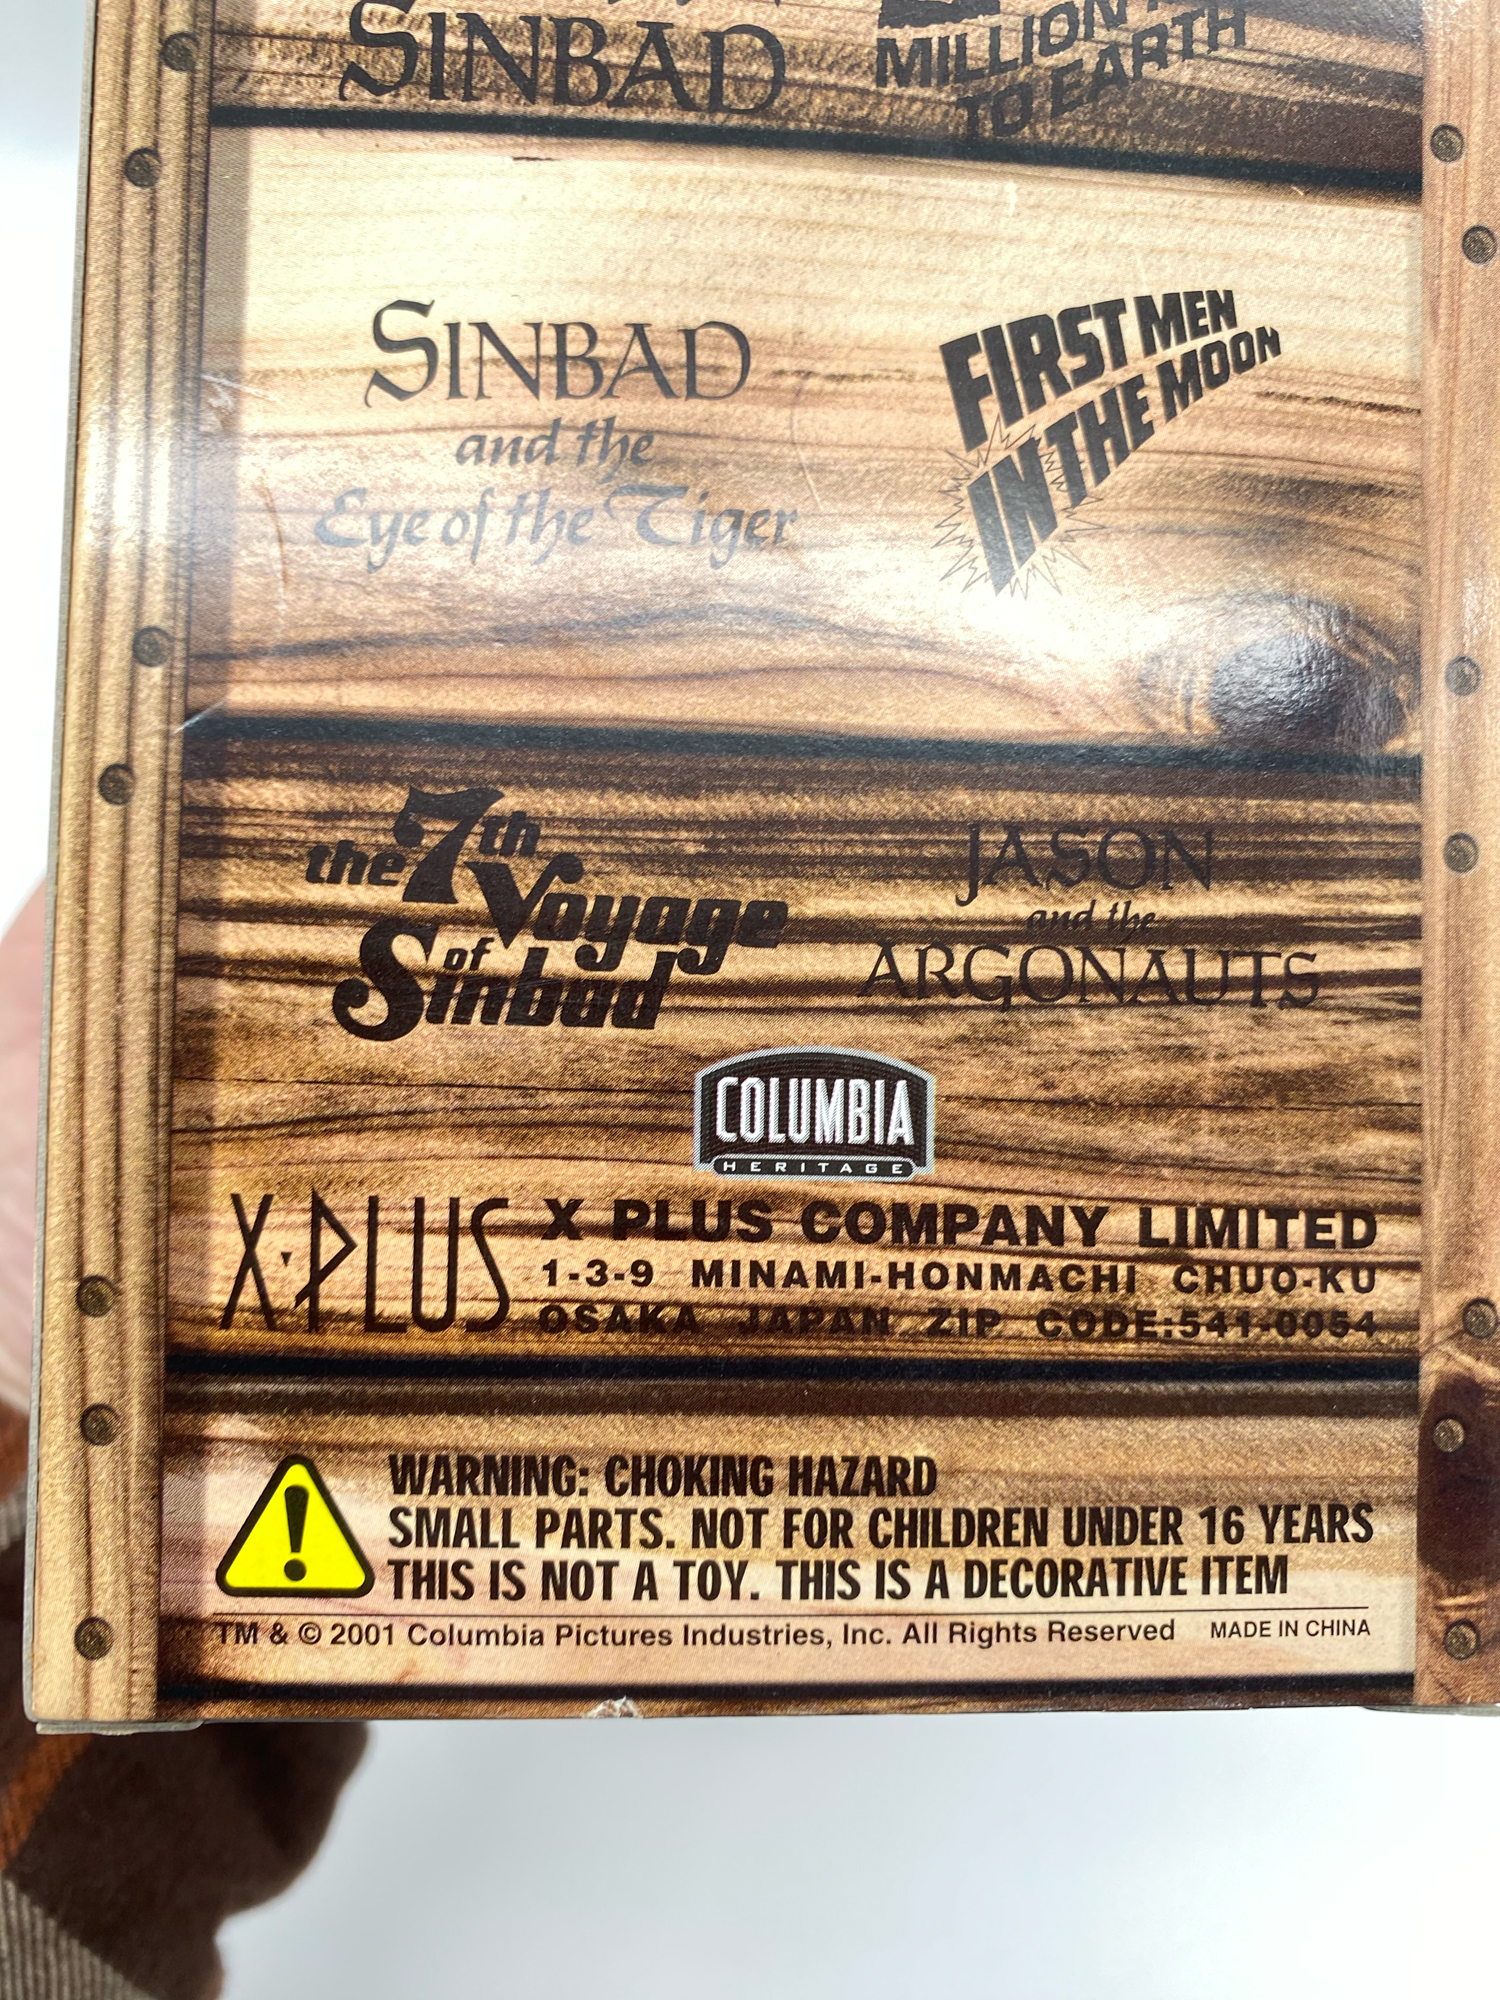 SINBAD
MILLION
TO EARTH
SINBAD
and the
Eye of the Tiger
FIRST MEN
IN THE MOON
the 7th
Voyage
of
Sinbad
JASON
and the
ARGONAUTS
COLUMBIA
HERITAGE
X·PLUS
X PLUS COMPANY LIMITED
1-3-9 MINAMI-HONMACHI CHUO-KU
OSAKA JAPAN ZIP CODE:541-0054
WARNING: CHOKING HAZARD
SMALL PARTS. NOT FOR CHILDREN UNDER 16 YEARS
THIS IS NOT A TOY. THIS IS A DECORATIVE ITEM
TM & © 2001 Columbia Pictures Industries, Inc. All Rights Reserved MADE IN CHINA